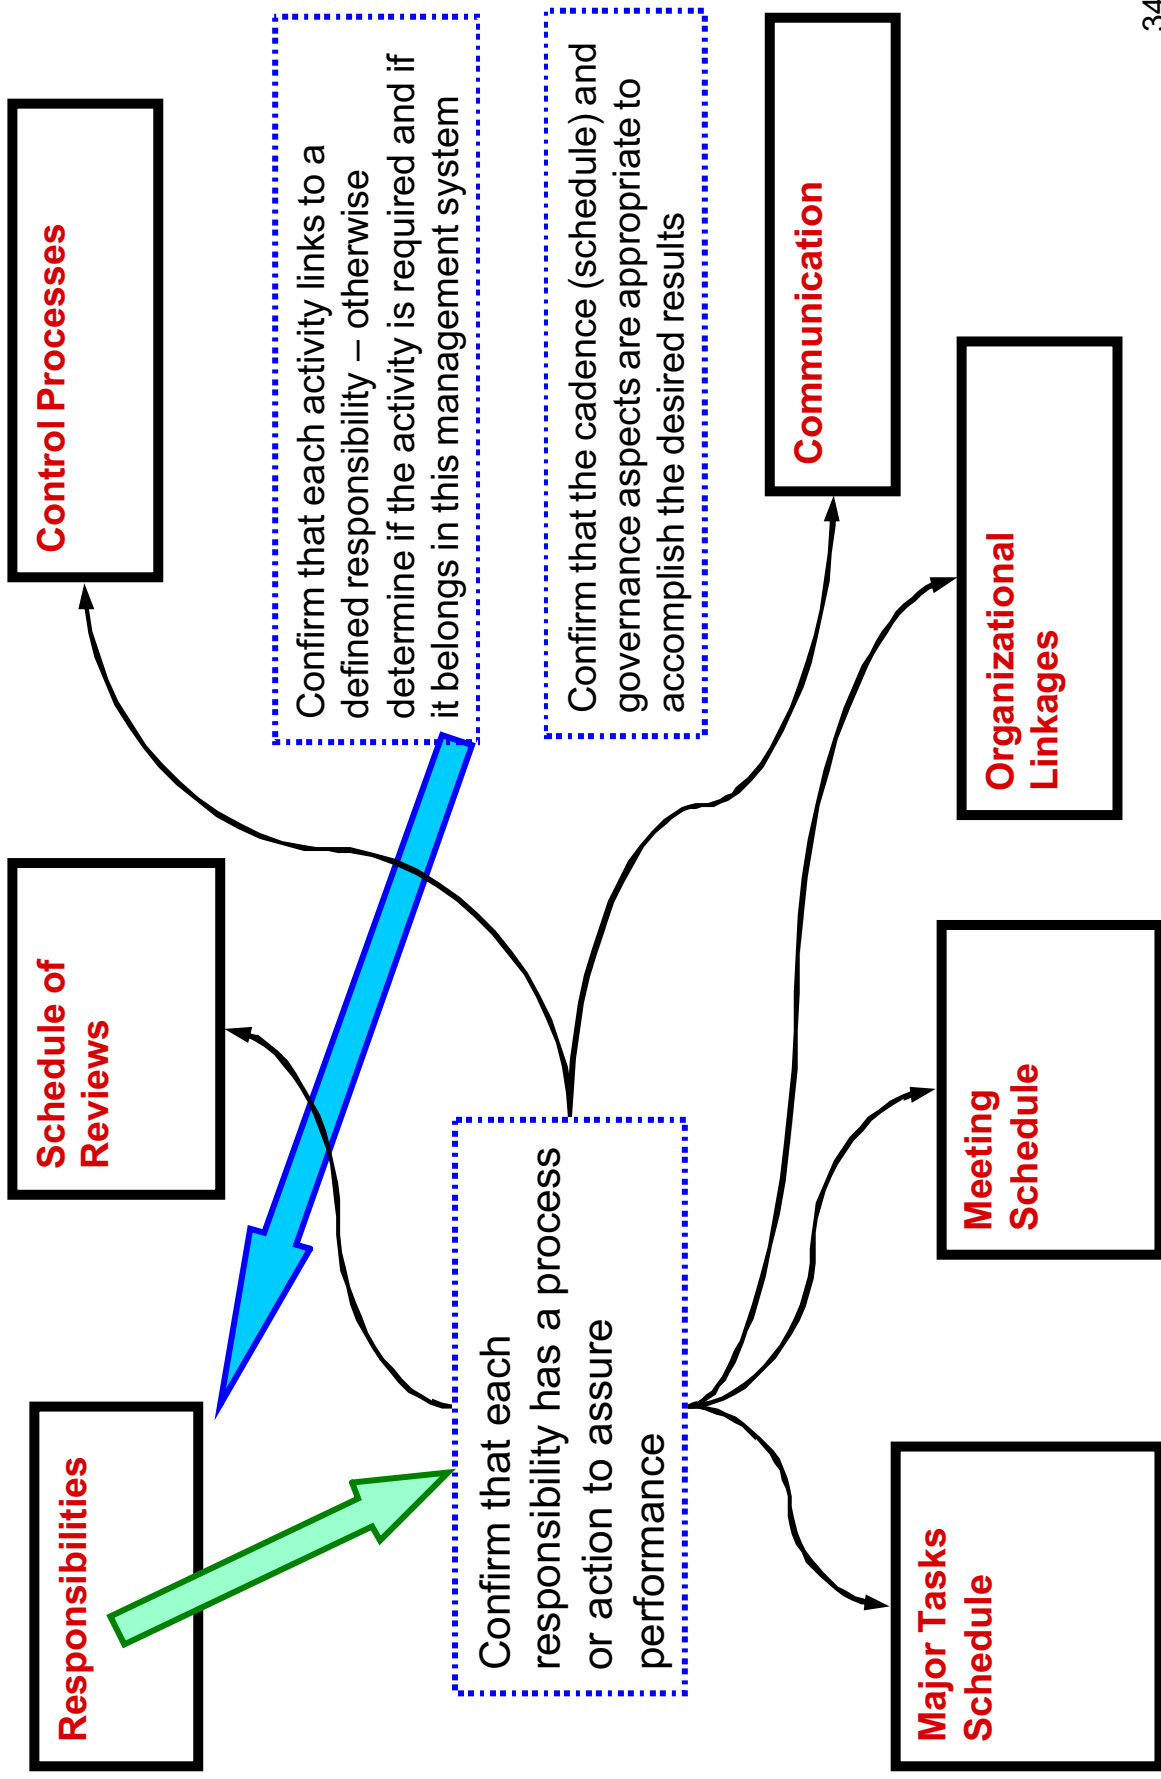 Responsibilities
Schedule of
Reviews
Control Processes
Confirm that each activity links to a
defined responsibility – otherwise
determine if the activity is required and if
it belongs in this management system
Confirm that each
responsibility has a process
or action to assure
performance
Confirm that the cadence (schedule) and
governance aspects are appropriate to
accomplish the desired results
Major Tasks
Schedule
Meeting
Schedule
Organizational
Linkages
Communication
34